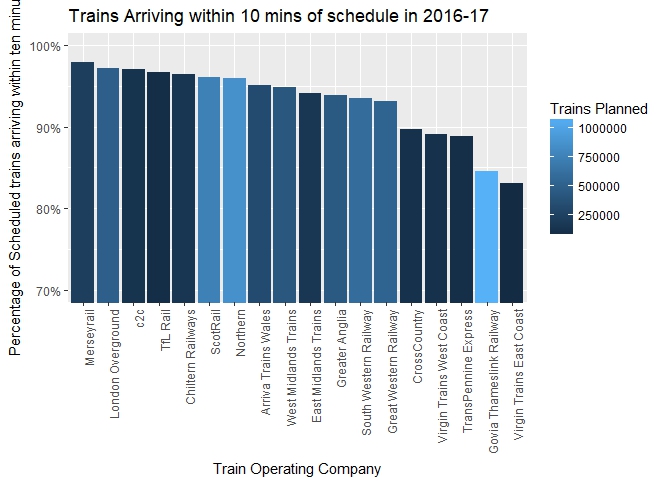 Trains Arriving within 10 mins of schedule in 2016-17
Percentage of Scheduled trains arriving within ten minu
100%
90%
80%
70%
Merseyrail
London Overground
c2c
TfL Rail
Chiltern Railways
ScotRail
Northern
Arriva Trains Wales
West Midlands Trains
East Midlands Trains
Greater Anglia
South Western Railway
Great Western Railway
CrossCountry
Virgin Trains West Coast
TransPennine Express
Govia Thameslink Railway
Virgin Trains East Coast
Train Operating Company
Trains Planned
1000000
750000
500000
250000